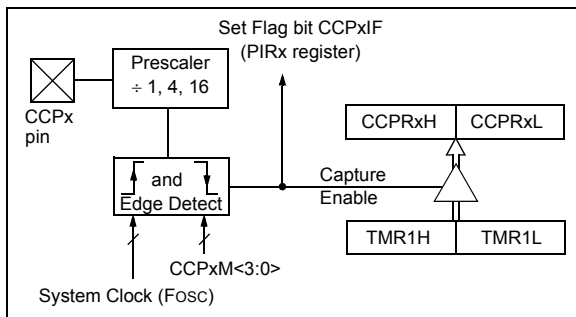 Set Flag bit CCPxIF
(PIRx register)
Prescaler
÷ 1, 4, 16
CCPx
pin
CCPRxH CCPRxL
and
Edge Detect
Capture
Enable
TMR1H TMR1L
CCPxM<3:0>
System Clock (FOSC)